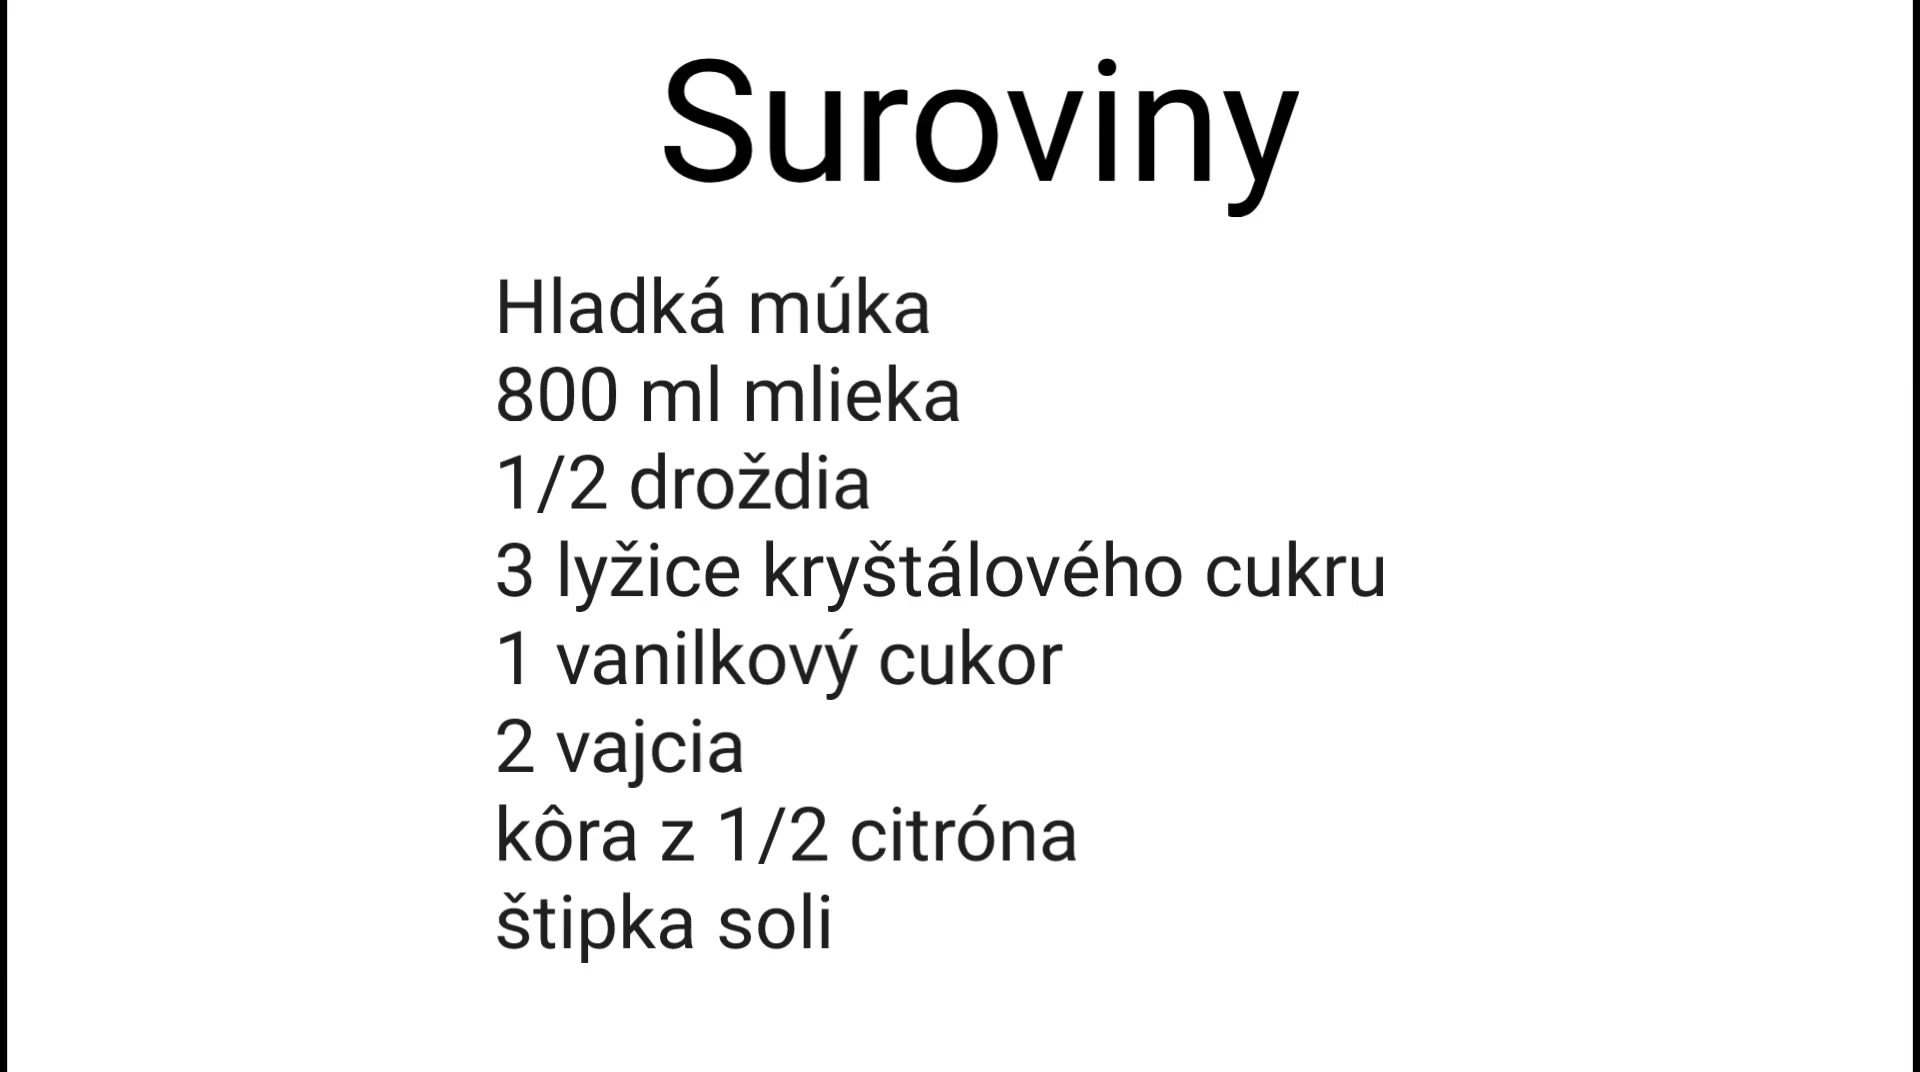 Suroviny
Hladká múka
800 ml mlieka
1/2 droždia
3 lyžice kryštálového cukru
1 vanilkový cukor
2 vajcia
kôra z 1/2 citróna
štipka soli